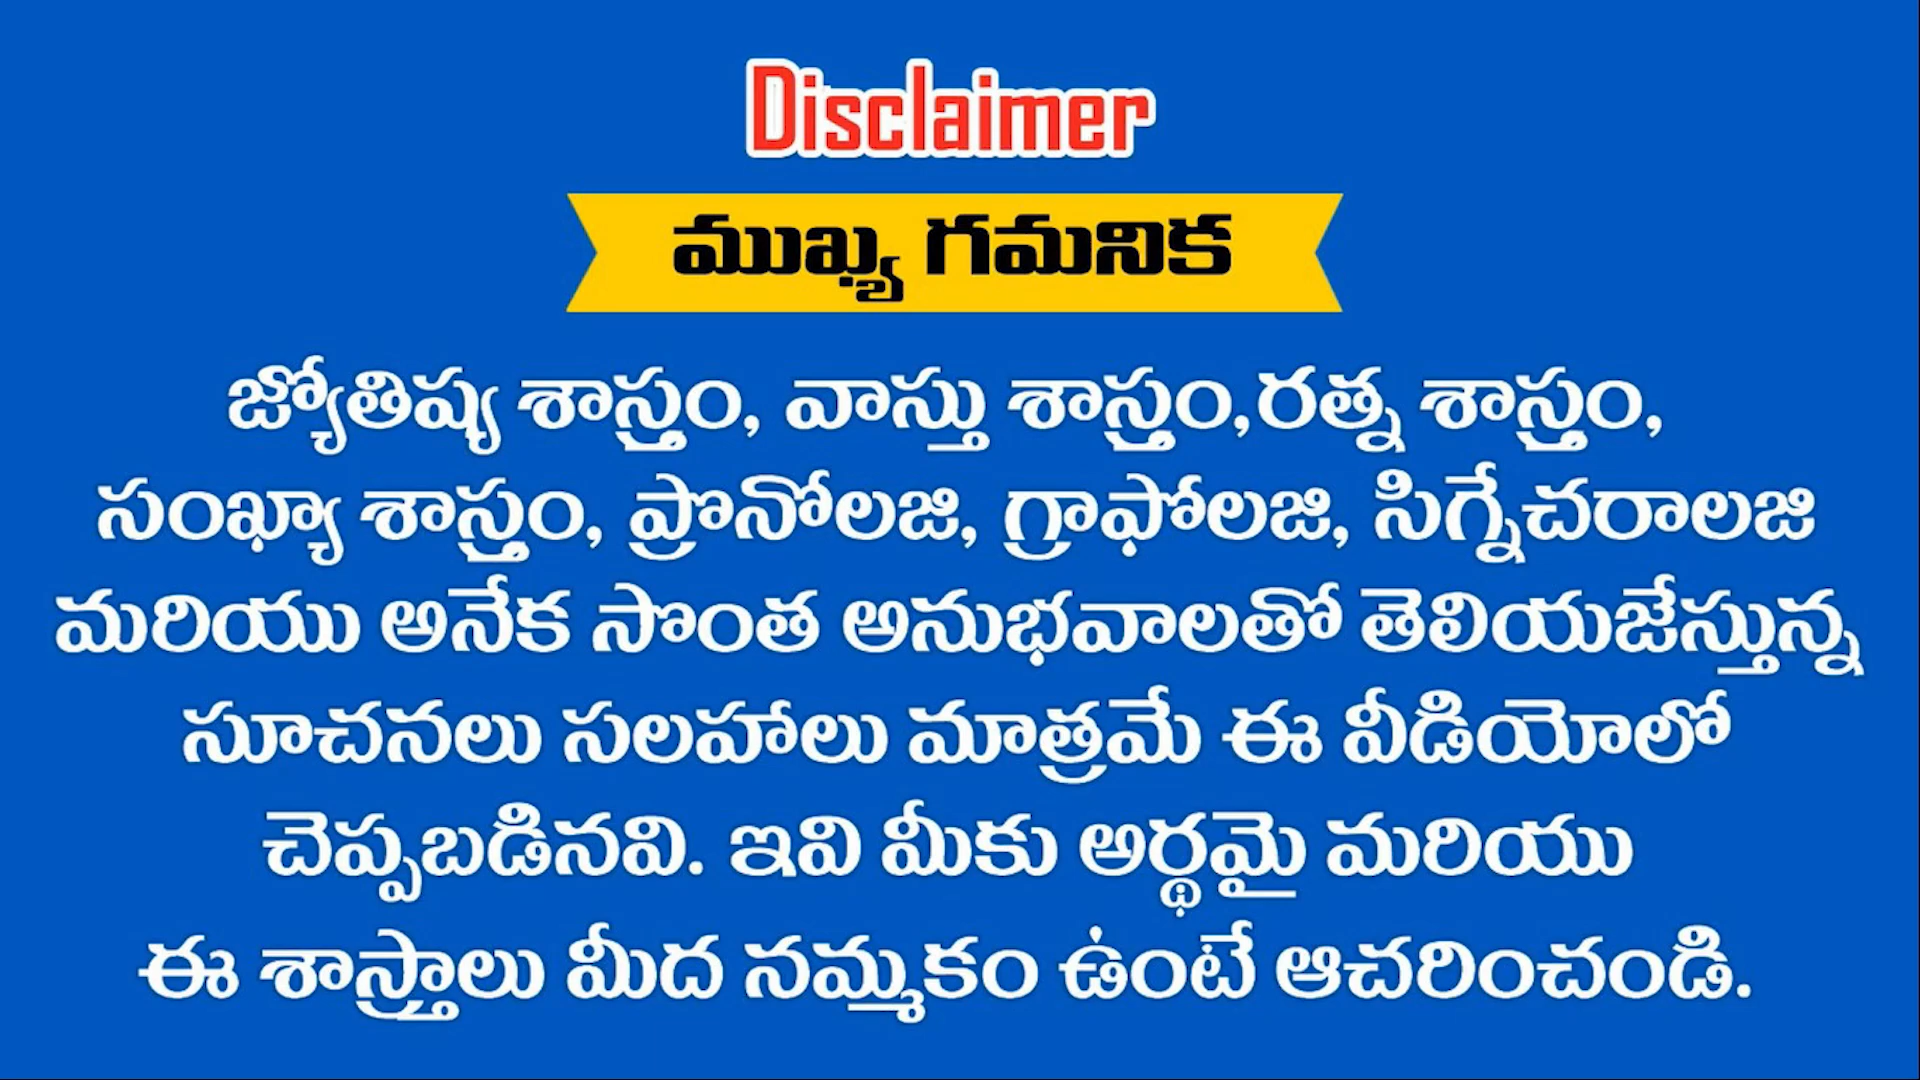 Disclaimer
ముఖ్య గమనిక
జ్యోతిష్య శాస్త్రం, వాస్తు శాస్త్రం,రత్న శాస్త్రం,
సంఖ్యా శాస్త్రం, ప్రొనోలజి, గ్రాఫోలజి, సిగ్నేచరాలజి
మరియు అనేక సొంత అనుభవాలతో తెలియజేస్తున్న
సూచనలు సలహాలు మాత్రమే ఈ వీడియోలో
చెప్పబడినవి. ఇవి మీకు అర్థమై మరియు
ఈ శాస్త్రాలు మీద నమ్మకం ఉంటే ఆచరించండి.